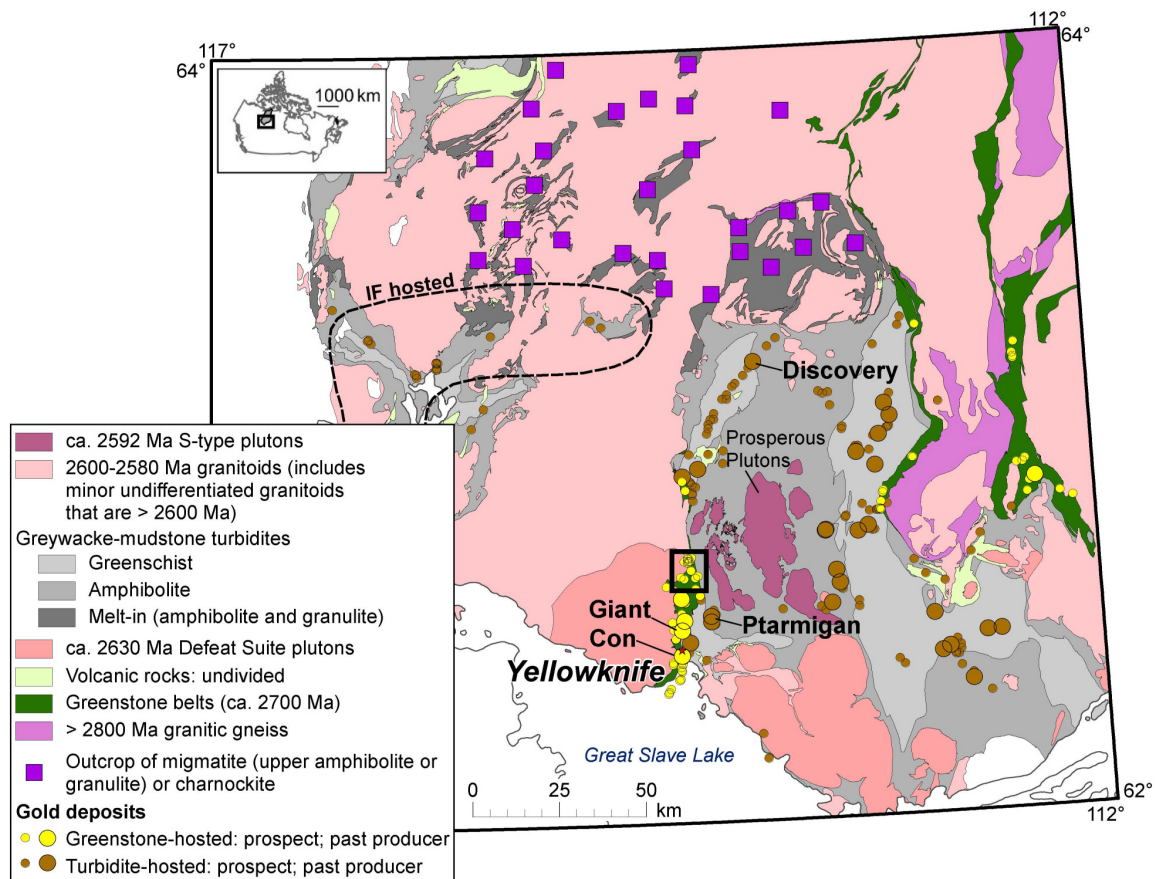 117°
112°
64°
64°
1000 km
IF hosted
Discovery
Prosperous
Plutons
Giant
Con
Ptarmigan
Yellowknife
Great Slave Lake
0 25 50
km
62°
112°
ca. 2592 Ma S-type plutons
2600-2580 Ma granitoids (includes
minor undifferentiated granitoids
that are > 2600 Ma)
Greywacke-mudstone turbidites
Greenschist
Amphibolite
Melt-in (amphibolite and granulite)
ca. 2630 Ma Defeat Suite plutons
Volcanic rocks: undivided
Greenstone belts (ca. 2700 Ma)
> 2800 Ma granitic gneiss
Outcrop of migmatite (upper amphibolite or
granulite) or charnockite
Gold deposits
Greenstone-hosted: prospect; past producer
Turbidite-hosted: prospect; past producer